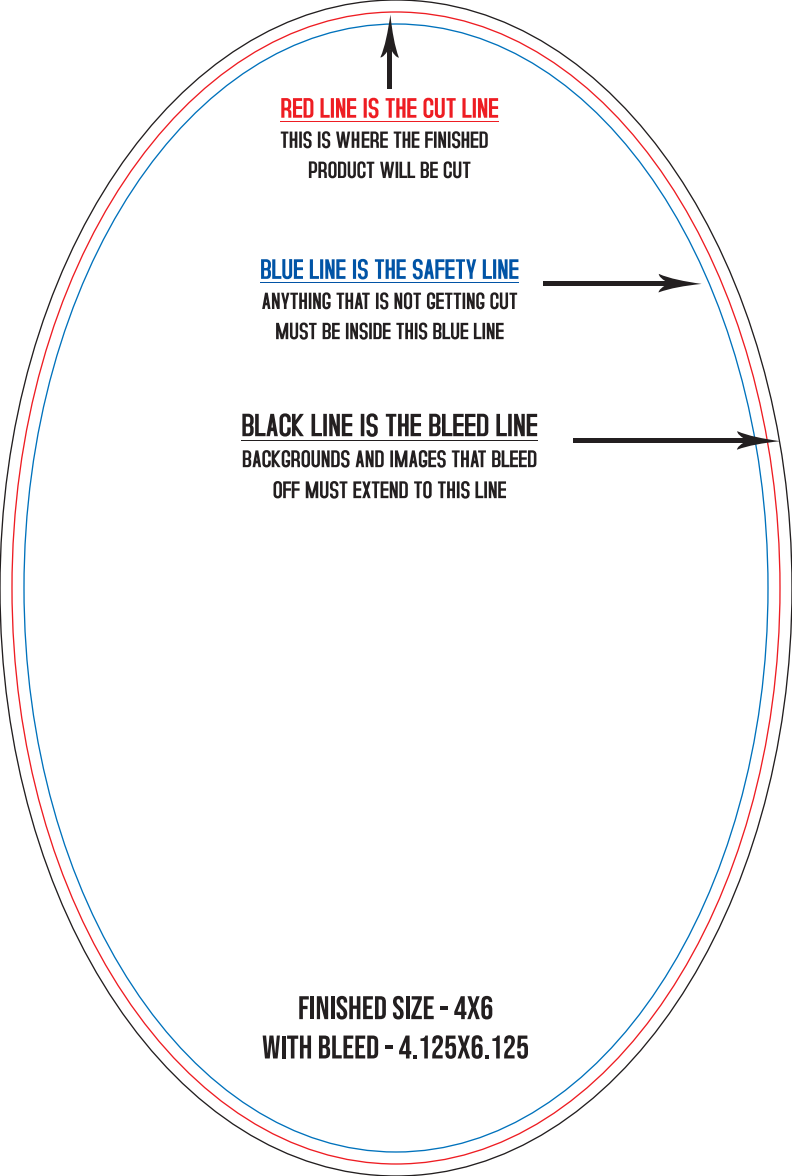 RED LINE IS THE CUT LINE
THIS IS WHERE THE FINISHED
PRODUCT WILL BE CUT
BLUE LINE IS THE SAFETY LINE
ANYTHING THAT IS NOT GETTING CUT
MUST BE INSIDE THIS BLUE LINE
BLACK LINE IS THE BLEED LINE
BACKGROUNDS AND IMAGES THAT BLEED
OFF MUST EXTEND TO THIS LINE
FINISHED SIZE - 4X6
WITH BLEED - 4.125X6.125